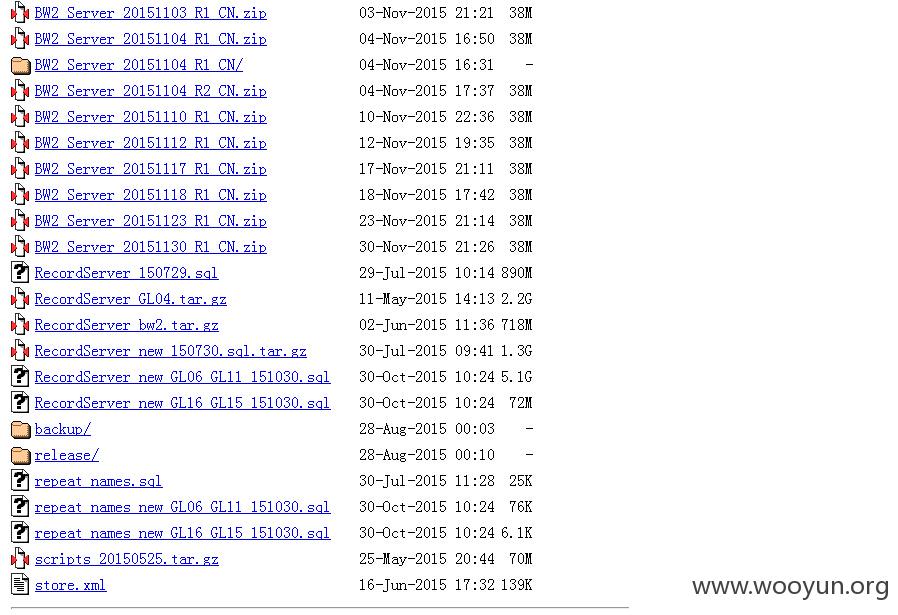 BW2 Server 20151103 R1 CN.zip 03-Nov-2015 21:21 38M
BW2 Server 20151104 R1 CN.zip 04-Nov-2015 16:50 38M
BW2 Server 20151104 R1 CN/ 04-Nov-2015 16:31 -
BW2 Server 20151104 R2 CN.zip 04-Nov-2015 17:37 38M
BW2 Server 20151110 R1 CN.zip 10-Nov-2015 22:36 38M
BW2 Server 20151112 R1 CN.zip 12-Nov-2015 19:35 38M
BW2 Server 20151117 R1 CN.zip 17-Nov-2015 21:11 38M
BW2 Server 20151118 R1 CN.zip 18-Nov-2015 17:42 38M
BW2 Server 20151123 R1 CN.zip 23-Nov-2015 21:14 38M
BW2 Server 20151130 R1 CN.zip 30-Nov-2015 21:26 38M
RecordServer 150729.sql 29-Jul-2015 10:14 890M
RecordServer GL04.tar.gz 11-May-2015 14:13 2.2G
RecordServer bw2.tar.gz 02-Jun-2015 11:36 718M
RecordServer new 150730.sql.tar.gz 30-Jul-2015 09:41 1.3G
RecordServer new GL06 GL11 151030.sql 30-Oct-2015 10:24 5.1G
RecordServer new GL16 GL15 151030.sql 30-Oct-2015 10:24 72M
backup/ 28-Aug-2015 00:03 -
release/ 28-Aug-2015 00:10 -
repeat names.sql 30-Jul-2015 11:28 25K
repeat names new GL06 GL11 151030.sql 30-Oct-2015 10:24 76K
repeat names new GL16 GL15 151030.sql 30-Oct-2015 10:24 6.1K
scripts 20150525.tar.gz 25-May-2015 20:44 70M
store.xml 16-Jun-2015 17:32 139K
www.wooyun.org